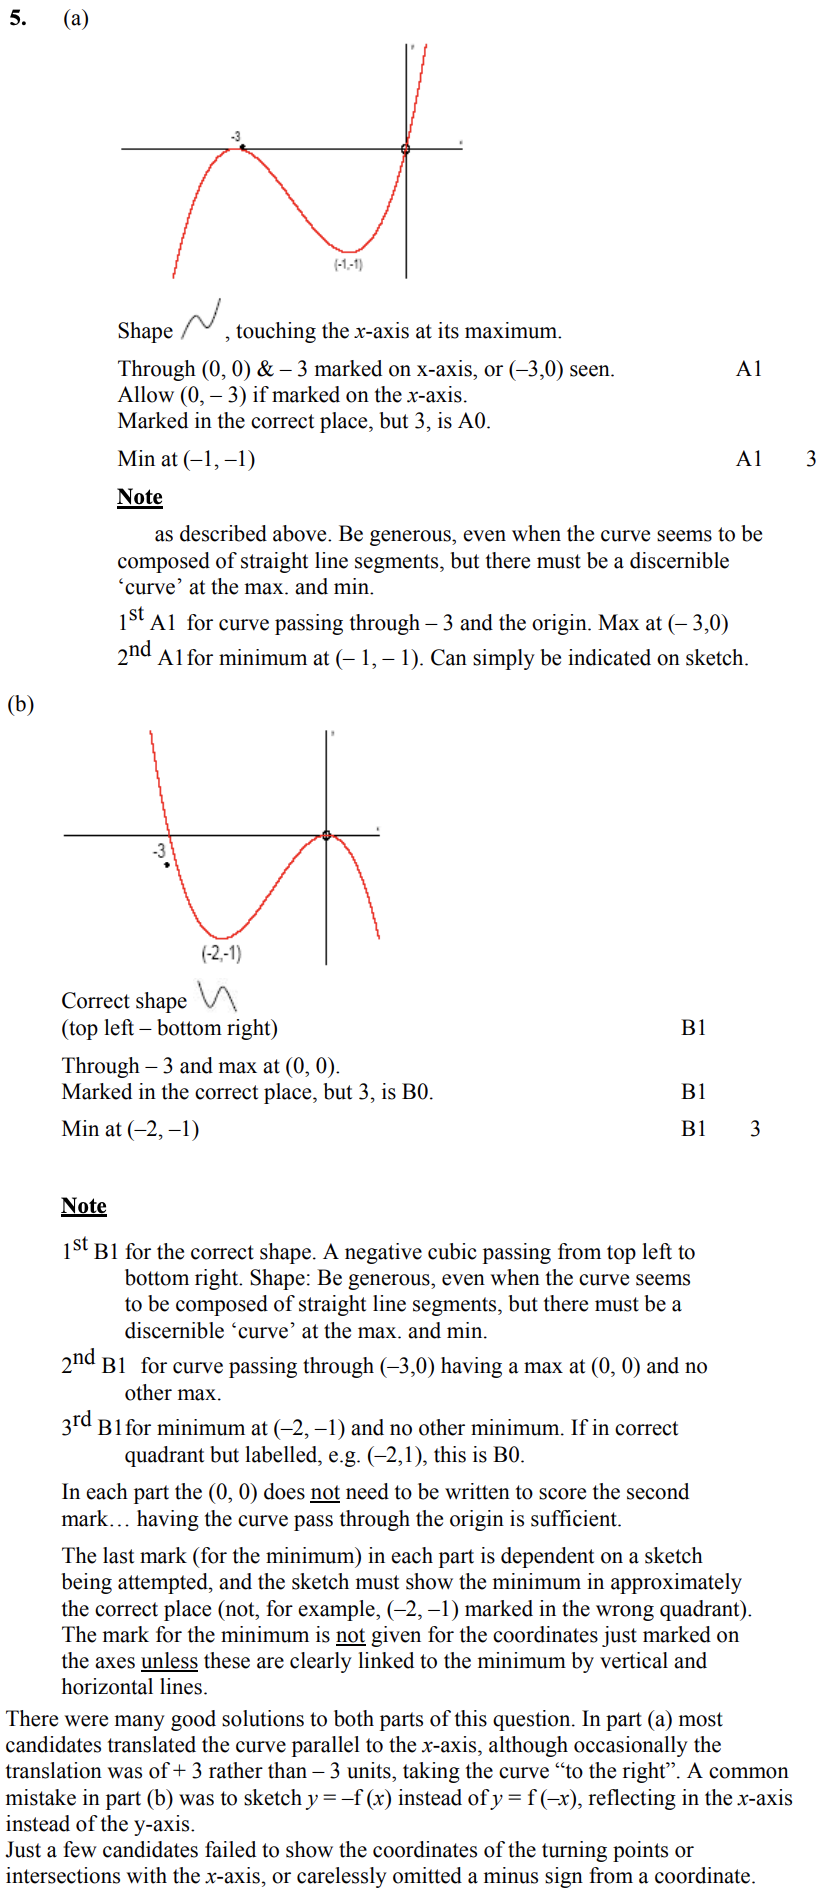 5. (a)
-3
(-1,-1)
Shape , touching the x-axis at its maximum.
Through (0, 0) & – 3 marked on x-axis, or (–3,0) seen. A1
Allow (0, – 3) if marked on the x-axis.
Marked in the correct place, but 3, is A0.
Min at (–1, –1) A1 3
Note
as described above. Be generous, even when the curve seems to be
composed of straight line segments, but there must be a discernible
‘curve’ at the max. and min.
1st A1 for curve passing through – 3 and the origin. Max at (– 3,0)
2nd A1for minimum at (– 1, – 1). Can simply be indicated on sketch.
(b)
-3
(-2,-1)
Correct shape
(top left – bottom right) B1
Through – 3 and max at (0, 0).
Marked in the correct place, but 3, is B0. B1
Min at (–2, –1) B1 3
Note
1st B1 for the correct shape. A negative cubic passing from top left to
bottom right. Shape: Be generous, even when the curve seems
to be composed of straight line segments, but there must be a
discernible ‘curve’ at the max. and min.
2nd B1 for curve passing through (–3,0) having a max at (0, 0) and no
other max.
3rd B1for minimum at (–2, –1) and no other minimum. If in correct
quadrant but labelled, e.g. (–2,1), this is B0.
In each part the (0, 0) does not need to be written to score the second
mark… having the curve pass through the origin is sufficient.
The last mark (for the minimum) in each part is dependent on a sketch
being attempted, and the sketch must show the minimum in approximately
the correct place (not, for example, (–2, –1) marked in the wrong quadrant).
The mark for the minimum is not given for the coordinates just marked on
the axes unless these are clearly linked to the minimum by vertical and
horizontal lines.
There were many good solutions to both parts of this question. In part (a) most
candidates translated the curve parallel to the x-axis, although occasionally the
translation was of + 3 rather than – 3 units, taking the curve “to the right”. A common
mistake in part (b) was to sketch y = –f (x) instead of y = f (–x), reflecting in the x-axis
instead of the y-axis.
Just a few candidates failed to show the coordinates of the turning points or
intersections with the x-axis, or carelessly omitted a minus sign from a coordinate.